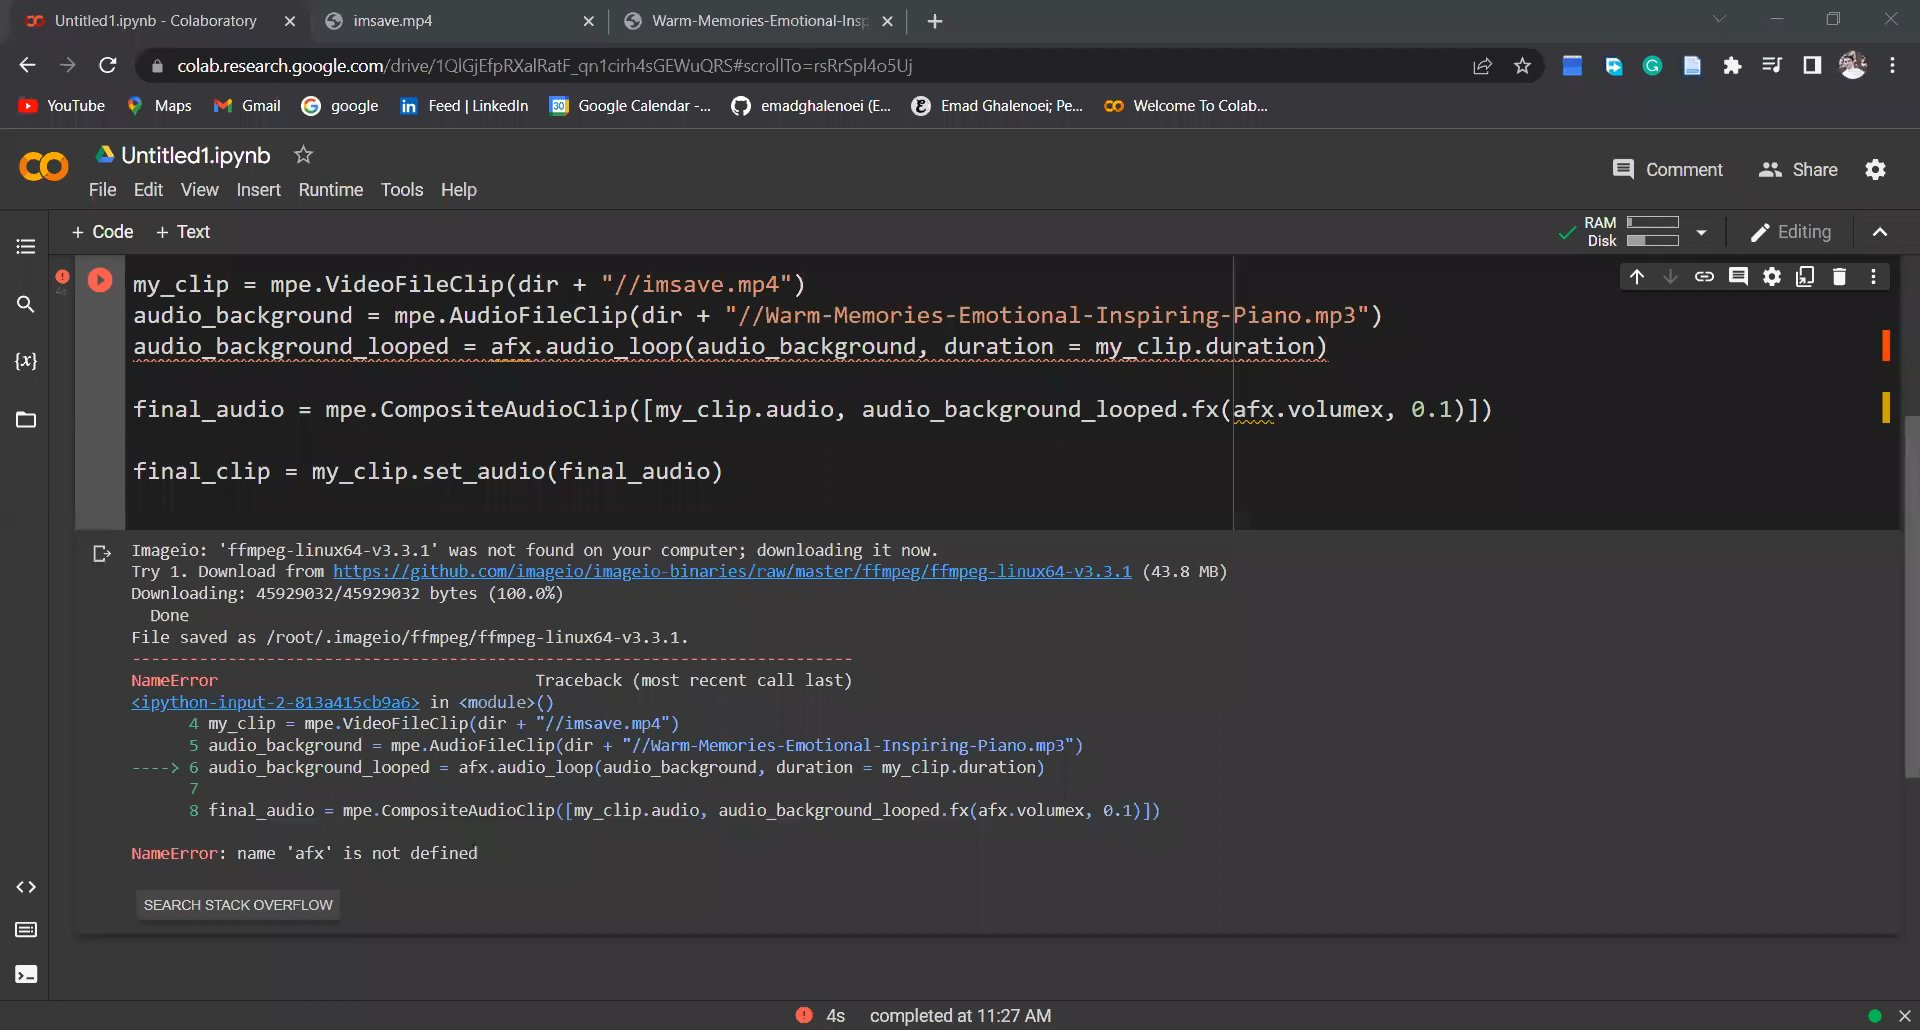 Untitled1.ipynb - Colaboratory
imsave.mp4
Warm-Memories-Emotional-Insp
colab.research.google.com/drive/1QlGjEfpRXalRatF_qn1cirh4sGEWuQRS#scrollTo=rsRrSpl4o5Uj
YouTube Maps Gmail google Feed | LinkedIn Google Calendar -... emadghalenoei (E... Emad Ghalenoei; Pe... Welcome To Colab...
Untitled1.ipynb
Comment Share
File Edit View Insert Runtime Tools Help
+ Code + Text
RAM
Disk
Editing
my_clip = mpe.VideoFileClip(dir + "//imsave.mp4")
audio_background = mpe.AudioFileClip(dir + "//Warm-Memories-Emotional-Inspiring-Piano.mp3")
audio_background_looped = afx.audio_loop(audio_background, duration = my_clip.duration)
final_audio = mpe.CompositeAudioClip([my_clip.audio, audio_background_looped.fx(afx.volumex, 0.1)])
final_clip = my_clip.set_audio(final_audio)
Imageio: 'ffmpeg-linux64-v3.3.1' was not found on your computer; downloading it now.
Try 1. Download from https://github.com/imageio/imageio-binaries/raw/master/ffmpeg/ffmpeg-linux64-v3.3.1 (43.8 MB)
Downloading: 45929032/45929032 bytes (100.0%)
Done
File saved as /root/.imageio/ffmpeg/ffmpeg-linux64-v3.3.1.
---------------------------------------------------------------------------
NameError Traceback (most recent call last)
<ipython-input-2-813a415cb9a6> in <module>()
4 my_clip = mpe.VideoFileClip(dir + "//imsave.mp4")
5 audio_background = mpe.AudioFileClip(dir + "//Warm-Memories-Emotional-Inspiring-Piano.mp3")
----> 6 audio_background_looped = afx.audio_loop(audio_background, duration = my_clip.duration)
7
8 final_audio = mpe.CompositeAudioClip([my_clip.audio, audio_background_looped.fx(afx.volumex, 0.1)])
NameError: name 'afx' is not defined
SEARCH STACK OVERFLOW
4s completed at 11:27 AM